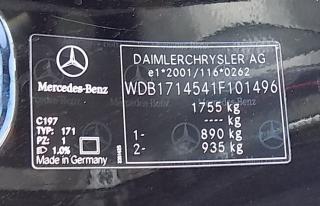 Mercedes-Benz
DAIMLERCHRYSLER AG
e1*2001/116*0262
WDB1714541F101496
1755 kg
---- kg
1- 890 kg
2- 935 kg
C197
TYP: 171
PZ: 1
1.0%
Made in Germany